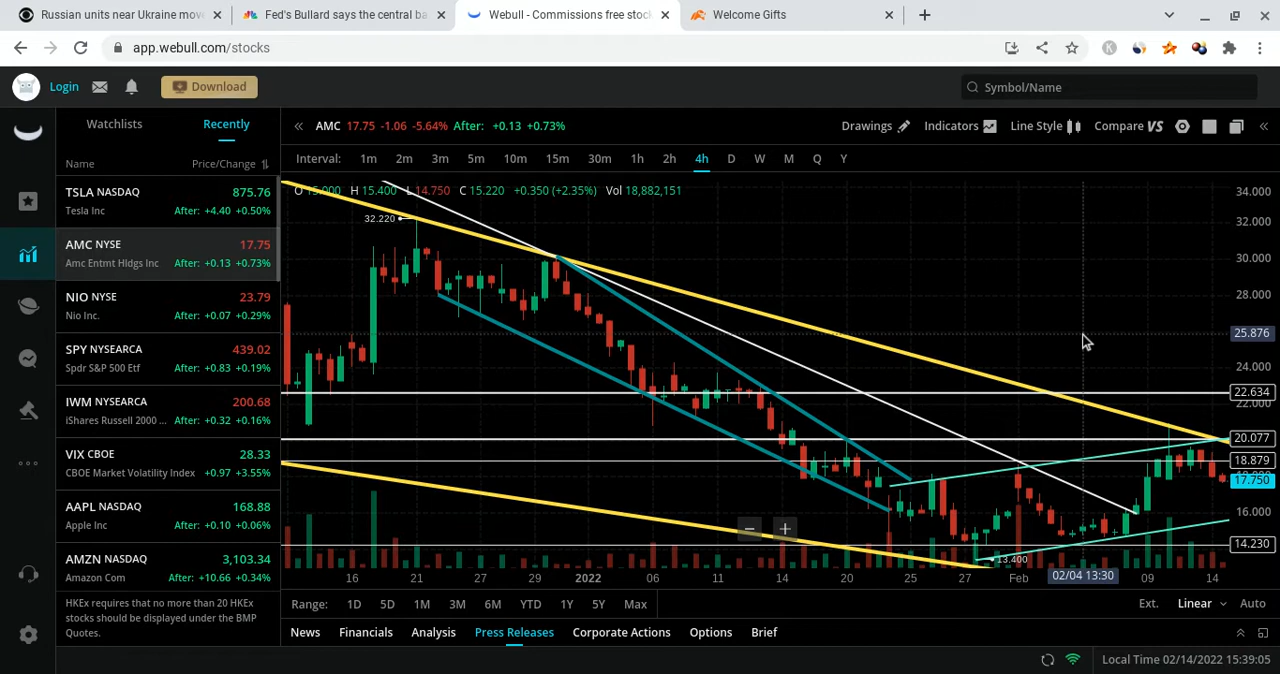 Russian units near Ukraine move
Fed's Bullard says the central ba
Webull - Commissions free stock
Welcome Gifts
app.webull.com/stocks
Login
Download
Symbol/Name
Watchlists
Recently
AMC 17.75 -1.06 -5.64% After: +0.13 +0.73%
Drawings
Indicators
Line Style
Compare VS
Name
Price/Change
Interval: 1m 2m 3m 5m 10m 15m 30m 1h 2h 4h D W M Q Y
O 15.000 H 15.400 L 14.750 C 15.220 +0.350 (+2.35%) Vol 18,882,151
TSLA NASDAQ 875.76
Tesla Inc After: +4.40 +0.50%
AMC NYSE 17.75
Amc Entmt Hldgs Inc After: +0.13 +0.73%
NIO NYSE 23.79
Nio Inc. After: +0.07 +0.29%
SPY NYSEARCA 439.02
Spdr S&P 500 Etf After: +0.83 +0.19%
IWM NYSEARCA 200.68
iShares Russell 2000 ... After: +0.32 +0.16%
VIX CBOE 28.33
CBOE Market Volatility Index +0.97 +3.55%
AAPL NASDAQ 168.88
Apple Inc After: +0.10 +0.06%
AMZN NASDAQ 3,103.34
Amazon Com After: +10.66 +0.34%
HKEx requires that no more than 20 HKEx
stocks should be displayed under the BMP
Quotes.
32.220
13.400
34.000
32.000
30.000
28.000
25.876
24.000
22.634
22.000
20.077
18.879
17.750
16.000
14.230
16 21 27 29 2022 06 11 14 20 25 27 Feb 02/04 13:30 09 14
Range: 1D 5D 1M 3M 6M YTD 1Y 5Y Max
Ext. Linear Auto
News Financials Analysis Press Releases Corporate Actions Options Brief
Local Time 02/14/2022 15:39:05